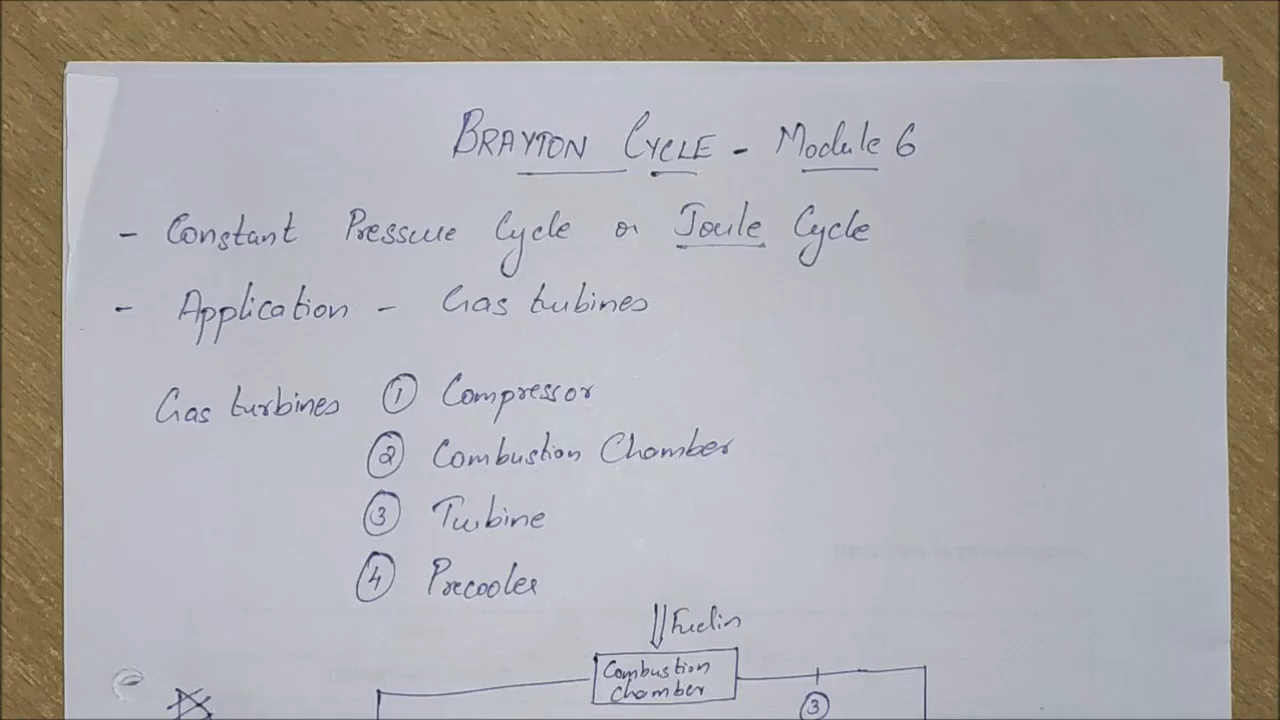 BRAYTON CYCLE - Module 6
- Constant Pressure Cycle or Joule Cycle
- Application - Gas turbines
Gas turbines ① Compressor
② Combustion Chamber
③ Turbine
④ Precooler
Fuel in
Combustion
Chamber
③